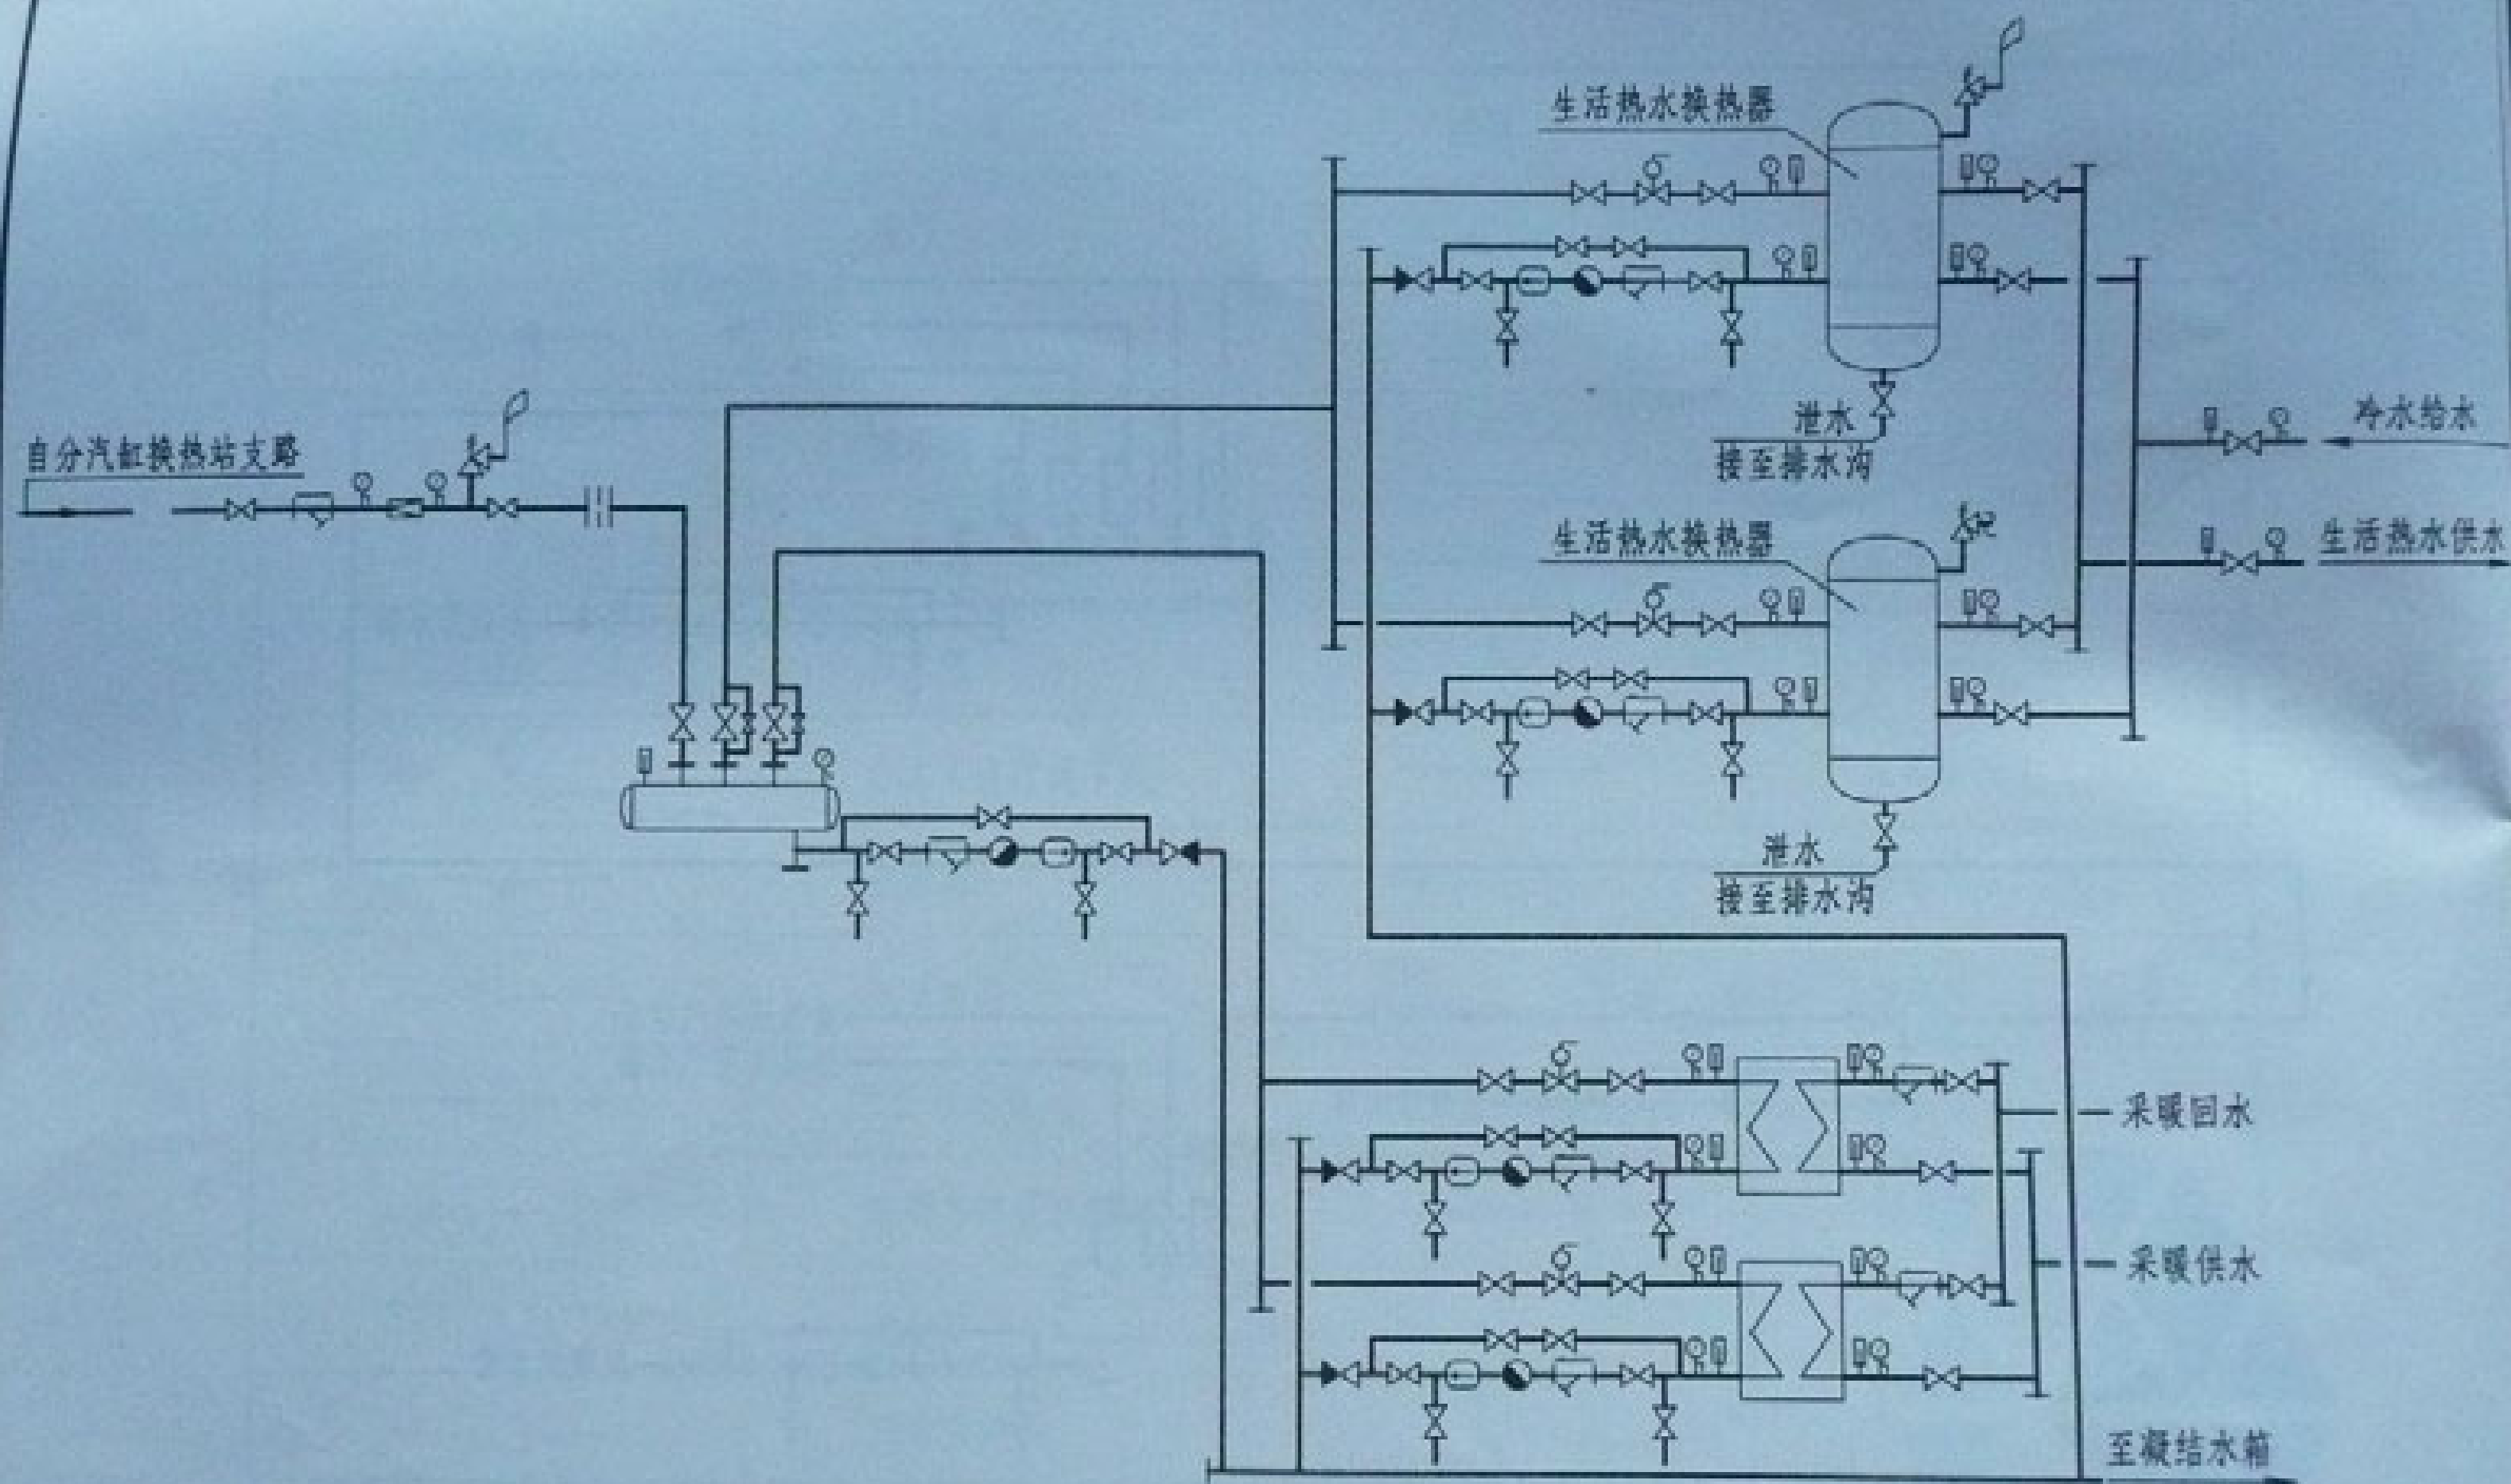 生活热水换热器
自分汽缸换热站支路
泄水
接至排水沟
冷水给水
生活热水换热器
生活热水供水
泄水
接至排水沟
采暖回水
采暖供水
至凝结水箱